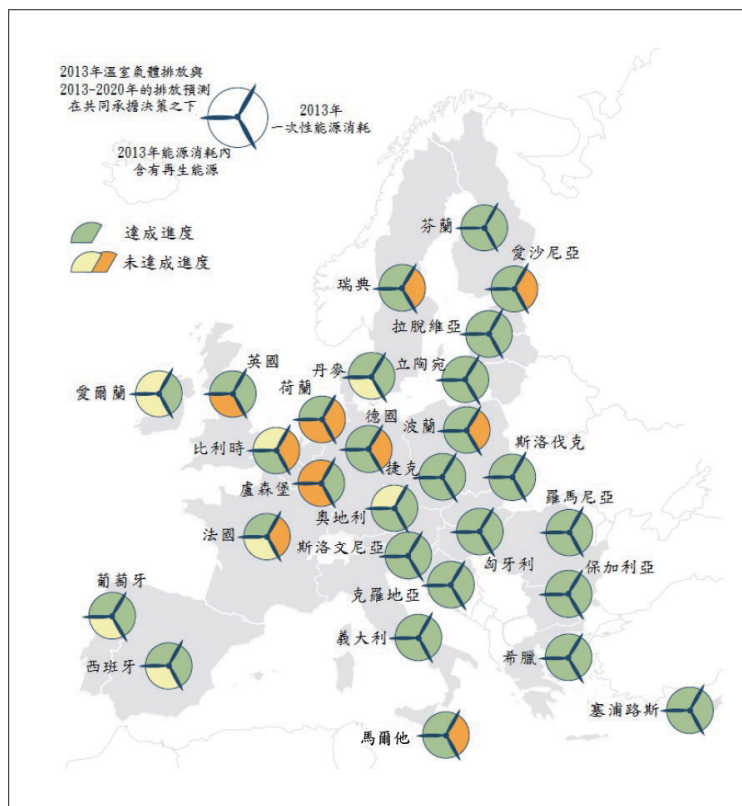 2013年溫室氣體排放與
2013-2020年的排放預測
在共同承擔決策之下
2013年
一次性能源消耗
2013年能源消耗內
含有再生能源
達成進度
未達成進度
芬蘭
愛沙尼亞
瑞典
拉脫維亞
英國
丹麥
立陶宛
愛爾蘭
荷蘭
德國
波蘭
比利時
斯洛伐克
捷克
盧森堡
奧地利
羅馬尼亞
法國
斯洛文尼亞
匈牙利
保加利亞
葡萄牙
克羅地亞
義大利
希臘
西班牙
塞浦路斯
馬爾他